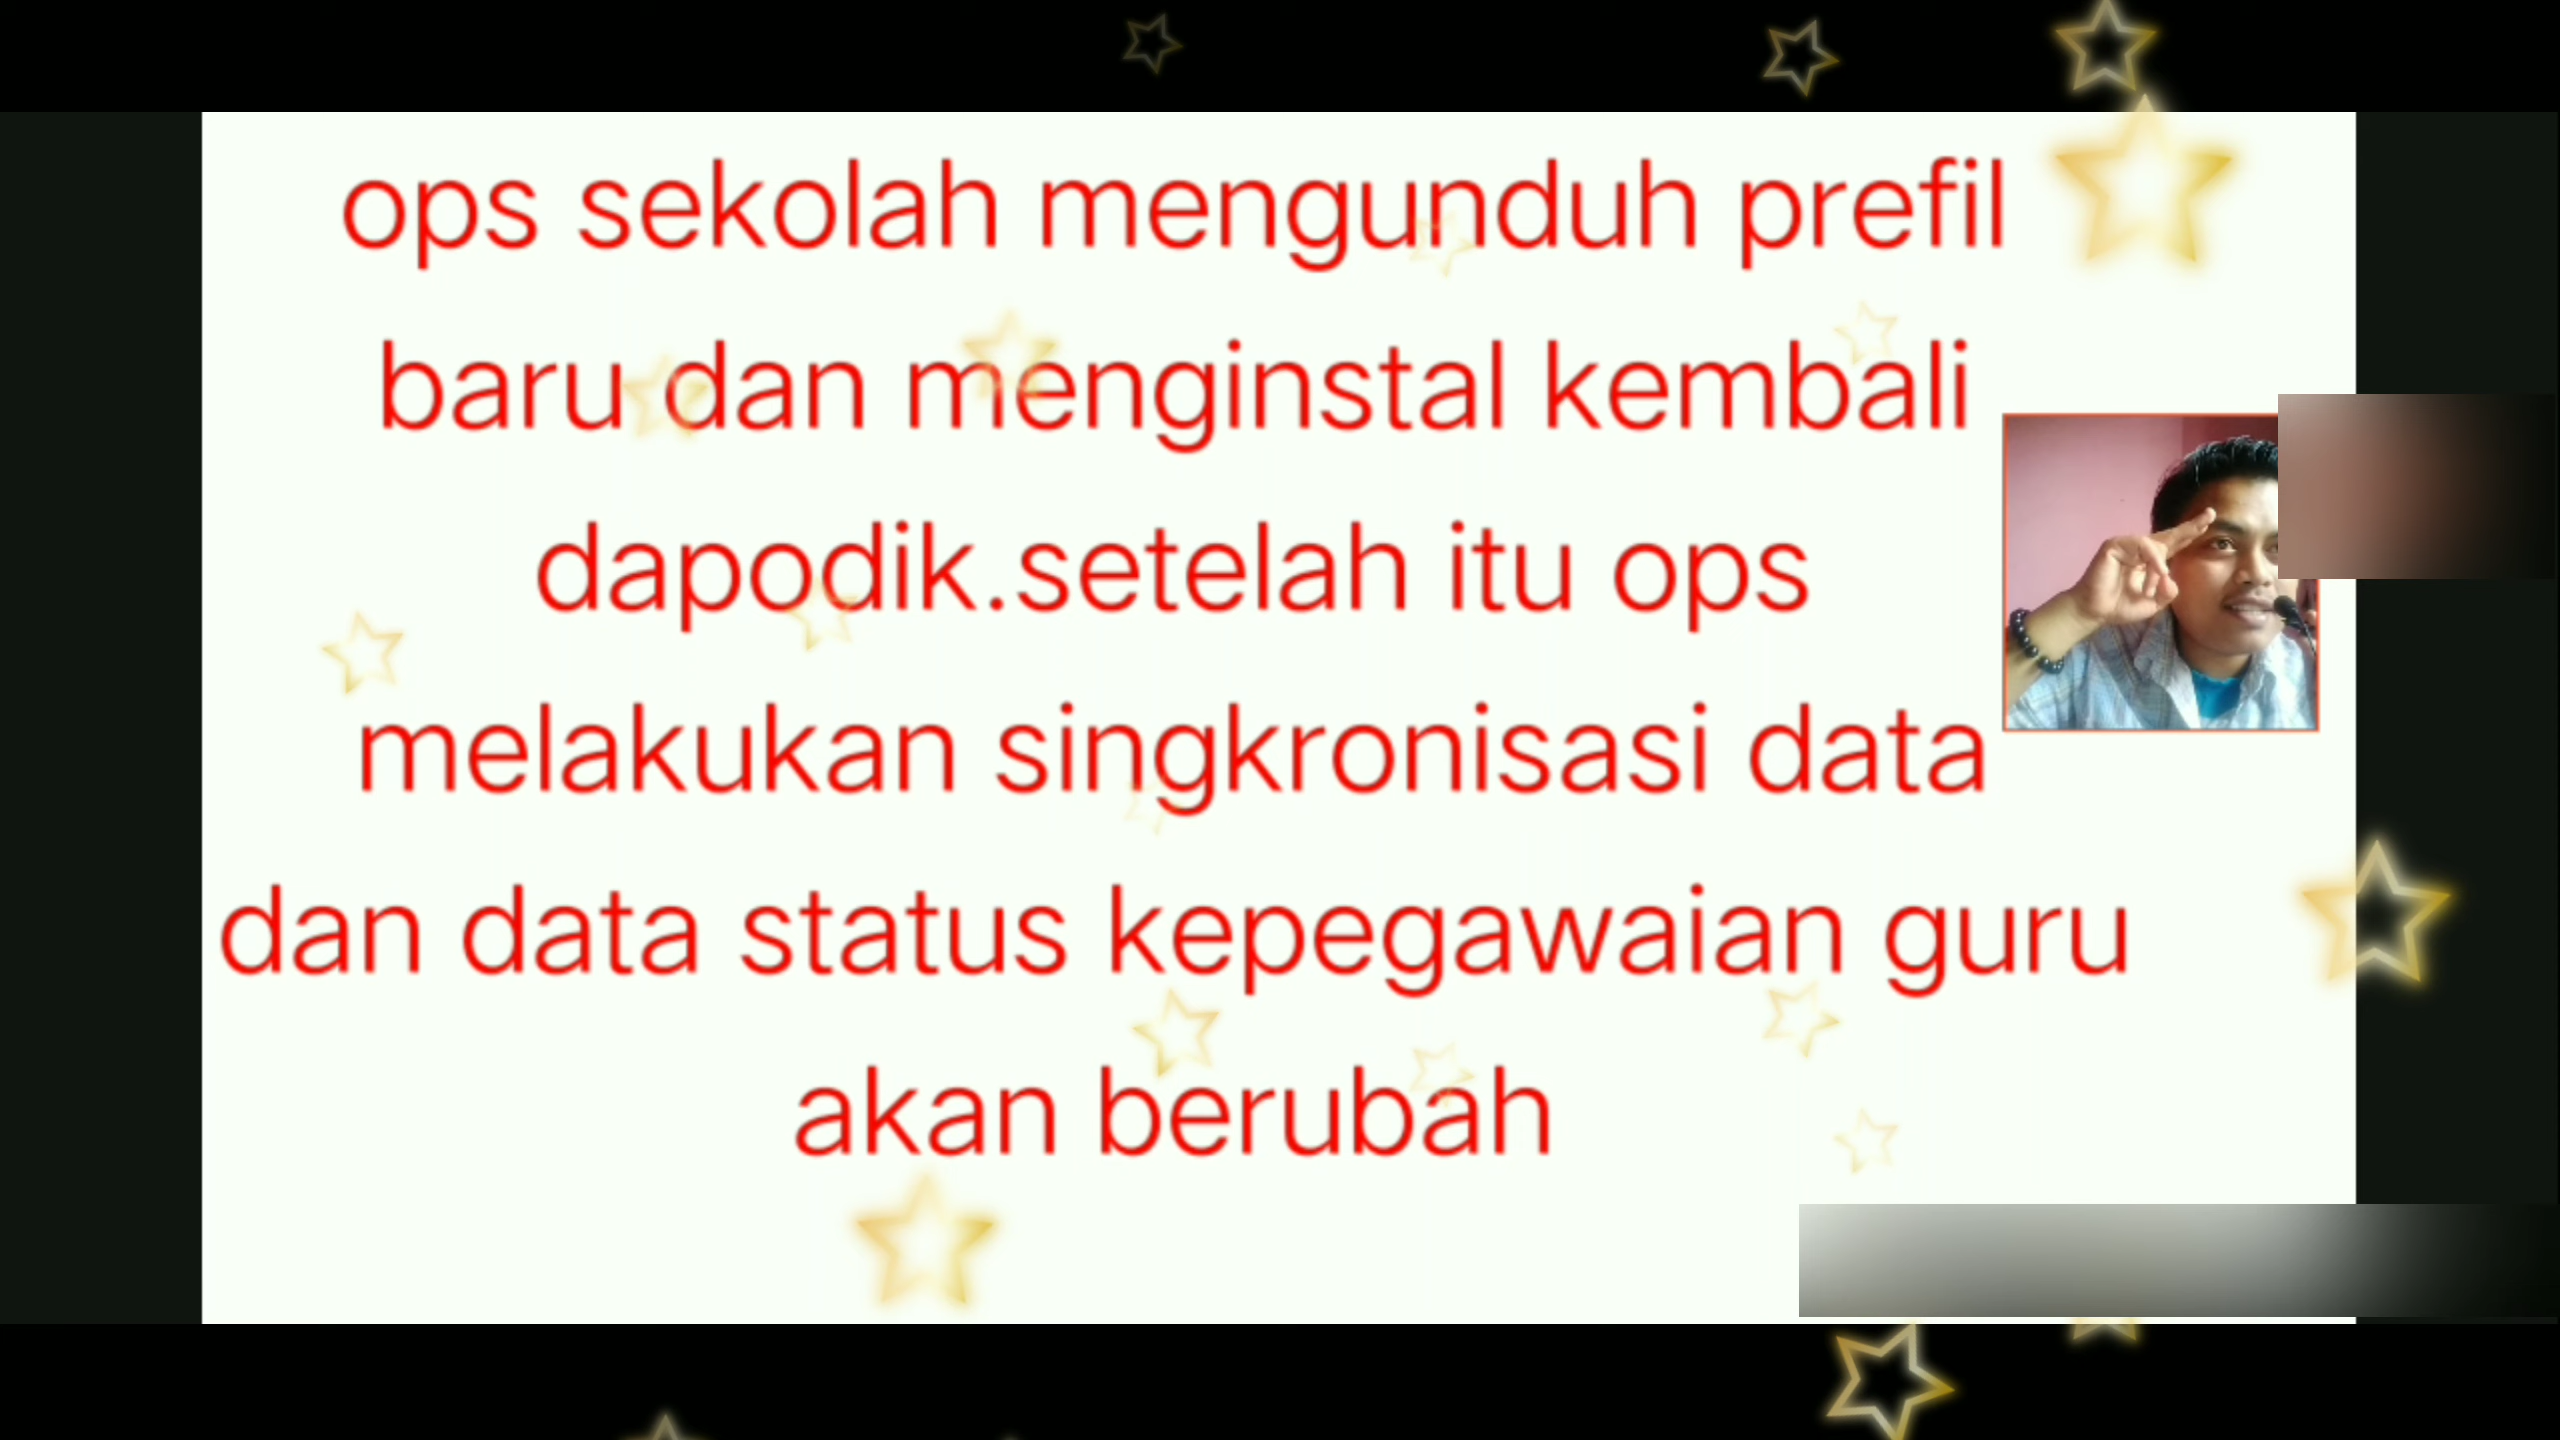 ops sekolah mengunduh prefil
baru dan menginstal kembali
dapodik.setelah itu ops
melakukan singkronisasi data
dan data status kepegawaian guru
akan berubah